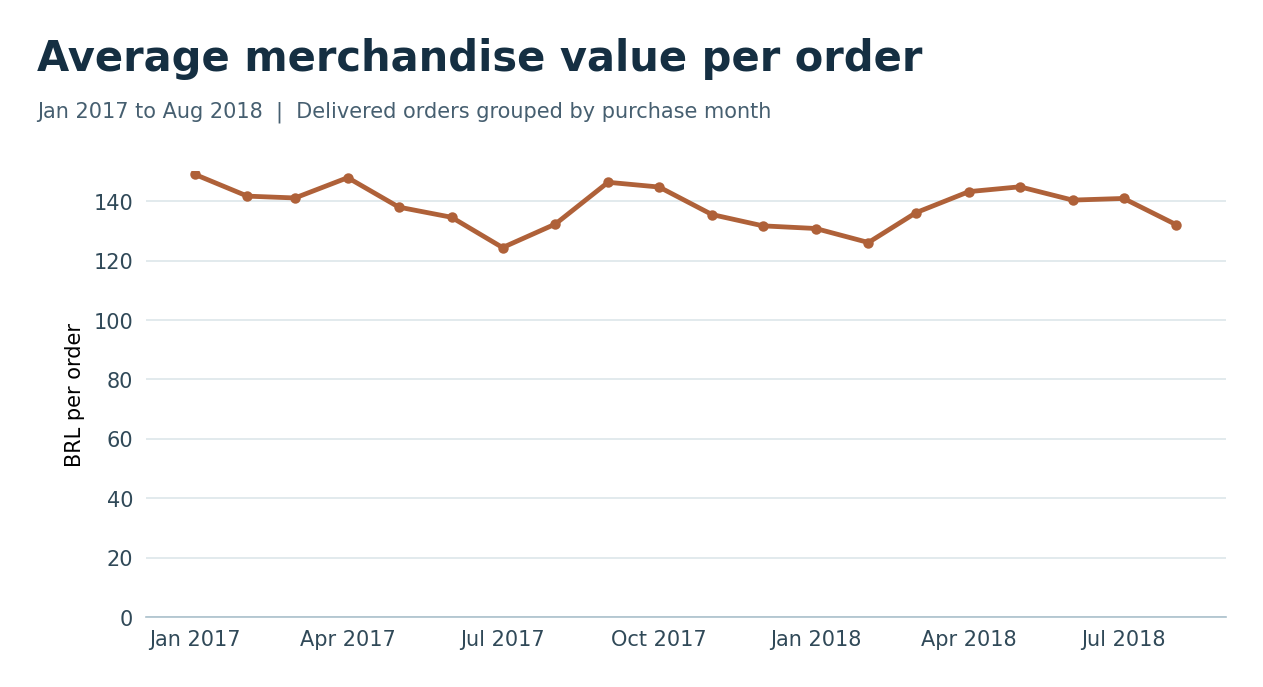 Average merchandise value per order
Jan 2017 to Aug 2018 | Delivered orders grouped by purchase month
BRL per order
140
120
100
80
60
40
20
0
Jan 2017 Apr 2017 Jul 2017 Oct 2017 Jan 2018 Apr 2018 Jul 2018